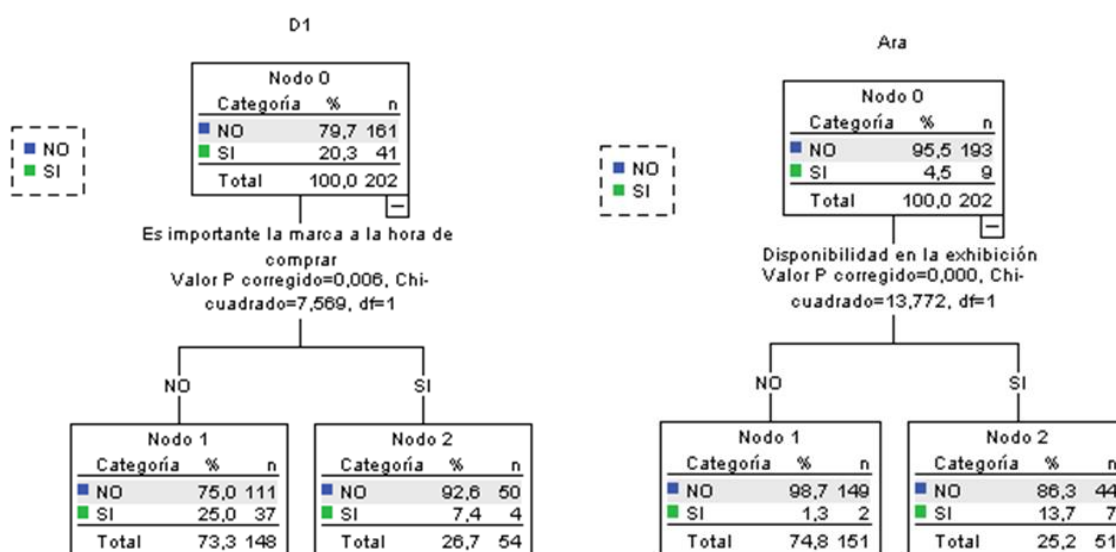 D1
Nodo 0
Categoría % n
NO 79,7 161
SI 20,3 41
Total 100,0 202
NO
SI
Es importante la marca a la hora de
comprar
Valor P corregido=0,006, Chi-
cuadrado=7,569, df=1
NO
SI
Nodo 1
Categoría % n
NO 75,0 111
SI 25,0 37
Total 73,3 148
Nodo 2
Categoría % n
NO 92,6 50
SI 7,4 4
Total 26,7 54
Ara
Nodo 0
Categoría % n
NO 95,5 193
SI 4,5 9
Total 100,0 202
NO
SI
Disponibilidad en la exhibición
Valor P corregido=0,000, Chi-
cuadrado=13,772, df=1
NO
SI
Nodo 1
Categoría % n
NO 98,7 149
SI 1,3 2
Total 74,8 151
Nodo 2
Categoría % n
NO 86,3 44
SI 13,7 7
Total 25,2 51